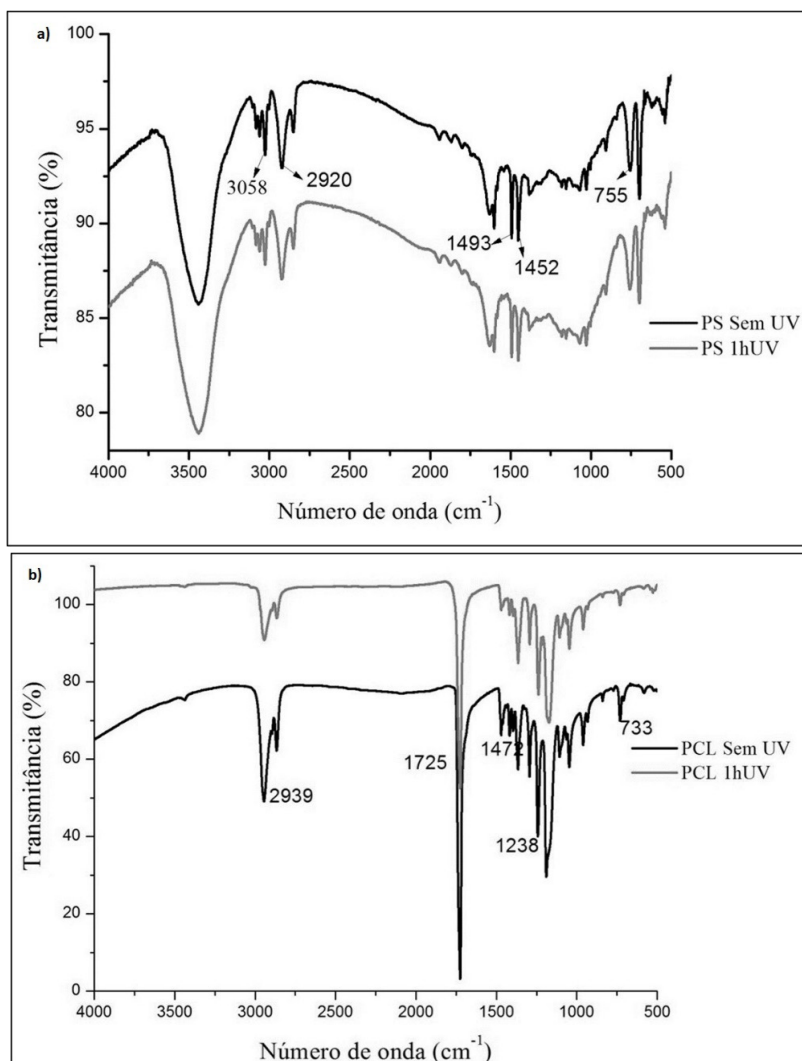 a)
100
95
90
85
80
Transmitância (%)
3058
2920
1493
1452
755
PS Sem UV
PS 1hUV
4000 3500 3000 2500 2000 1500 1000 500
Número de onda (cm-1)
b)
100
80
60
40
20
0
Transmitância (%)
2939
1725
1472
1238
733
PCL Sem UV
PCL 1hUV
4000 3500 3000 2500 2000 1500 1000 500
Número de onda (cm-1)